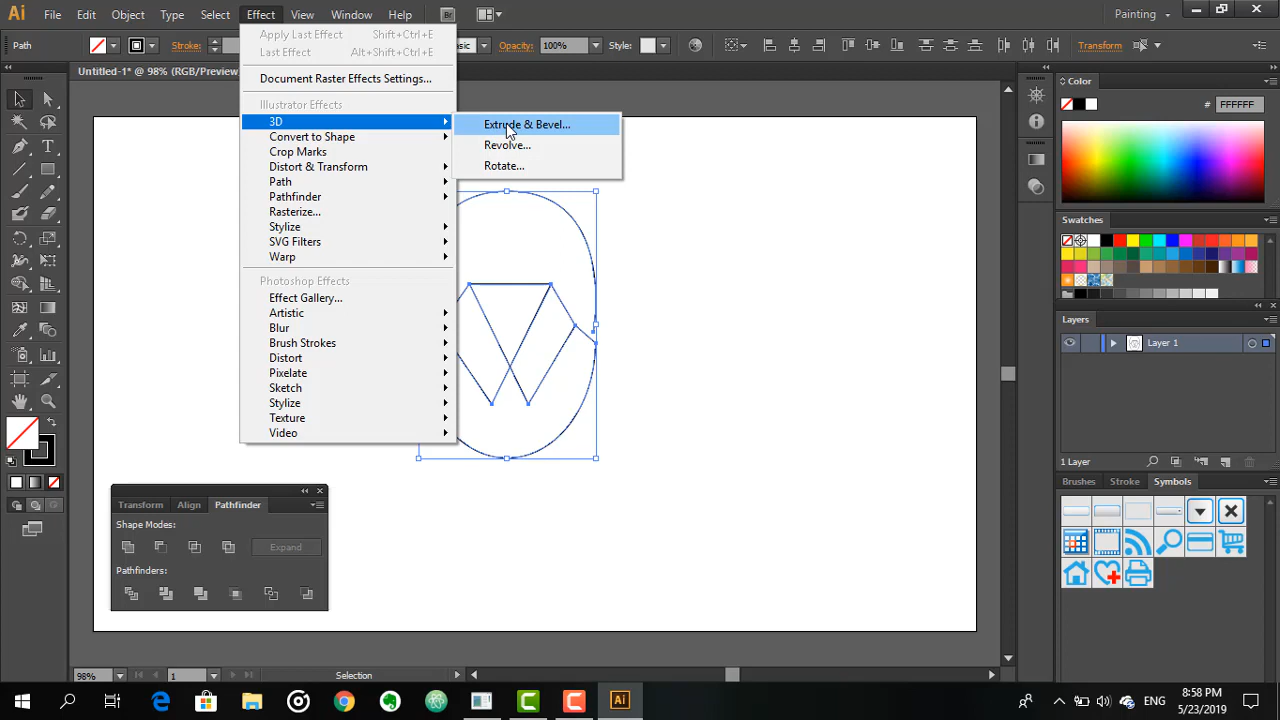 Ai File Edit Object Type Select Effect View Window Help Br Painting
Path Stroke: Basic Opacity: 100% Style: Transform
Untitled-1* @ 98% (RGB/Preview
Apply Last Effect Shift+Ctrl+E
Last Effect Alt+Shift+Ctrl+E
Document Raster Effects Settings...
Illustrator Effects
3D
Convert to Shape
Crop Marks
Distort & Transform
Path
Pathfinder
Rasterize...
Stylize
SVG Filters
Warp
Photoshop Effects
Effect Gallery...
Artistic
Blur
Brush Strokes
Distort
Pixelate
Sketch
Stylize
Texture
Video
Extrude & Bevel...
Revolve...
Rotate...
Color
# FFFFFF
Swatches
Layers
Layer 1
1 Layer
Brushes Stroke Symbols
Transform Align Pathfinder
Shape Modes:
Expand
Pathfinders:
98% 1 Selection
ENG
8:58 PM
5/23/2019